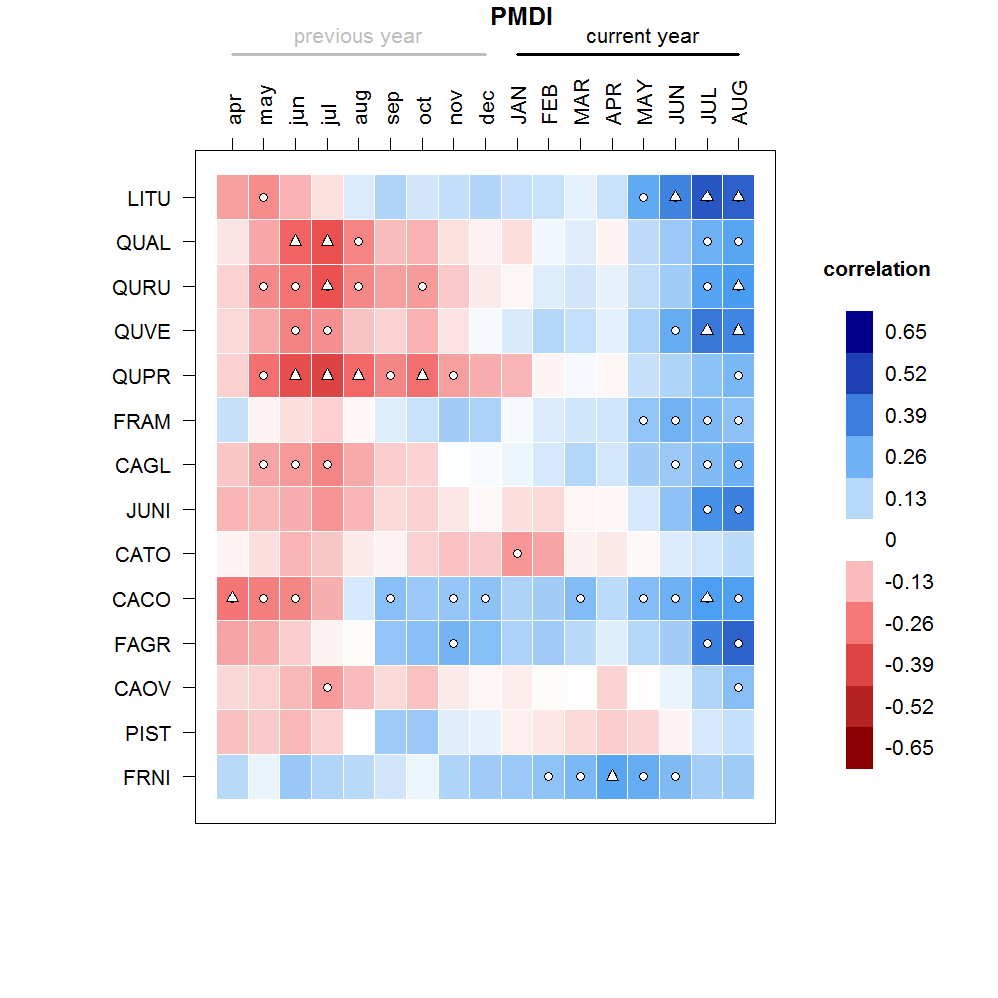 PMDI
previous year current year
apr may jun jul aug sep oct nov dec JAN FEB MAR APR MAY JUN JUL AUG
LITU
QUAL
QURU
QUVE
QUPR
FRAM
CAGL
JUNI
CATO
CACO
FAGR
CAOV
PIST
FRNI
correlation
0.65
0.52
0.39
0.26
0.13
0
-0.13
-0.26
-0.39
-0.52
-0.65